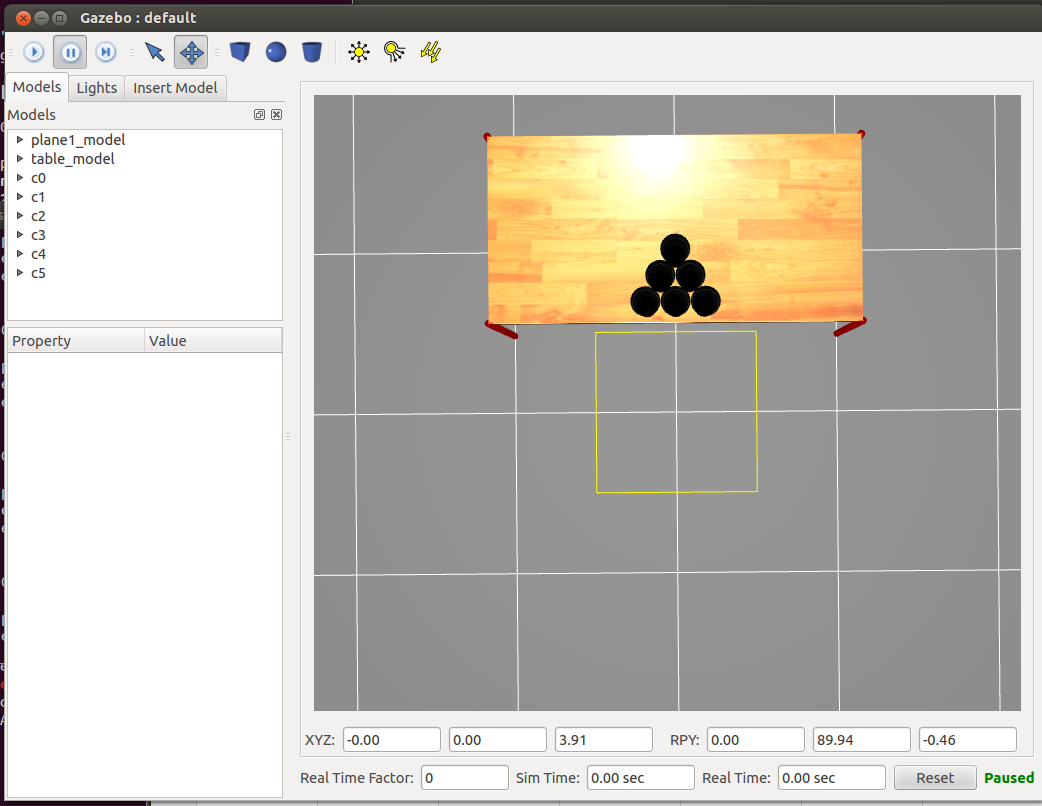 Gazebo : default
Models Lights Insert Model
Models
plane1_model
table_model
c0
c1
c2
c3
c4
c5
Property Value
XYZ: -0.00 0.00 3.91 RPY: 0.00 89.94 -0.46
Real Time Factor: 0 Sim Time: 0.00 sec Real Time: 0.00 sec Reset Paused